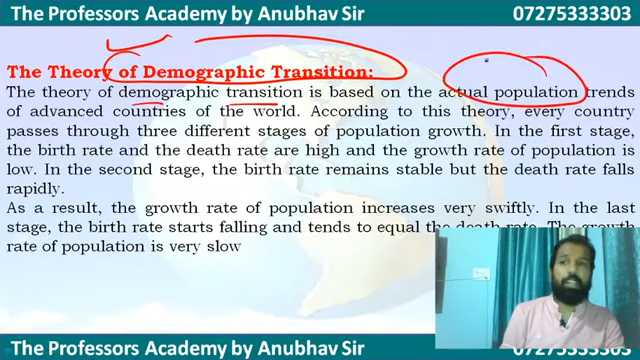 The Professors Academy by Anubhav Sir 07275333303
The Theory of Demographic Transition:
The theory of demographic transition is based on the actual population trends
of advanced countries of the world. According to this theory, every country
passes through three different stages of population growth. In the first stage,
the birth rate and the death rate are high and the growth rate of population is
low. In the second stage, the birth rate remains stable but the death rate falls
rapidly.
As a result, the growth rate of population increases very swiftly. In the last
stage, the birth rate starts falling and tends to equal the death rate. The growth
rate of population is very slow
The Professors Academy by Anubhav Sir 07275333303